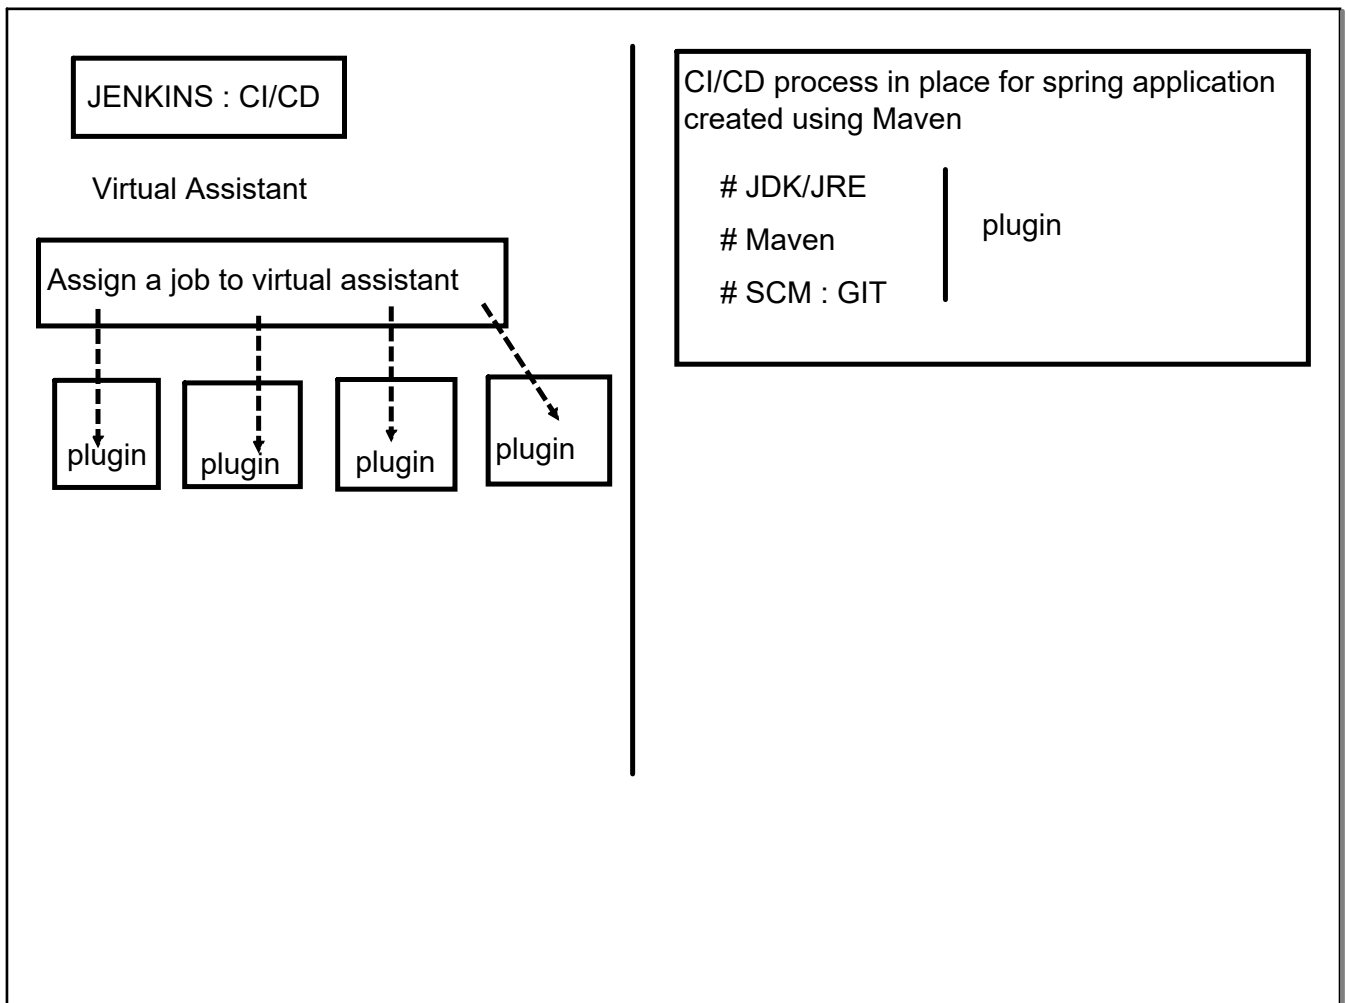 JENKINS : CI/CD
Virtual Assistant
Assign a job to virtual assistant
plugin
plugin
plugin
plugin
CI/CD process in place for spring application
created using Maven
# JDK/JRE
# Maven
# SCM : GIT
plugin